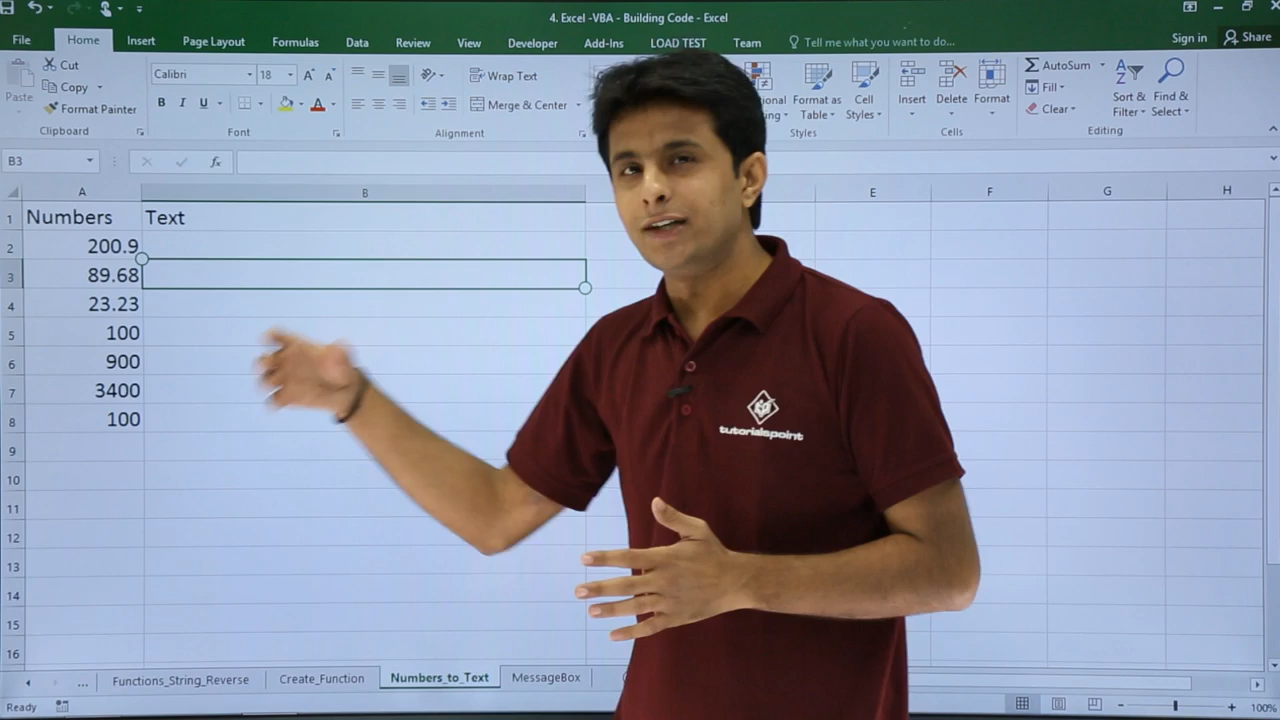 4. Excel -VBA - Building Code - Excel
File Home Insert Page Layout Formulas Data Review View Developer Add-Ins LOAD TEST Team Tell me what you want to do... Sign in Share
Cut
Copy
Format Painter
Paste
Clipboard
Calibri 18
B I U
Font
Wrap Text
Merge & Center
Alignment
Format as Table
Cell Styles
Styles
Insert Delete Format
Cells
AutoSum
Fill
Clear
Sort & Filter
Find & Select
Editing
B3 fx
A B E F G H
1 Numbers Text
2 200.9
3 89.68
4 23.23
5 100
6 900
7 3400
8 100
9
10
11
12
13
14
15
16
tutorialspoint
... Functions_String_Reverse Create_Function Numbers_to_Text MessageBox
Ready 100%